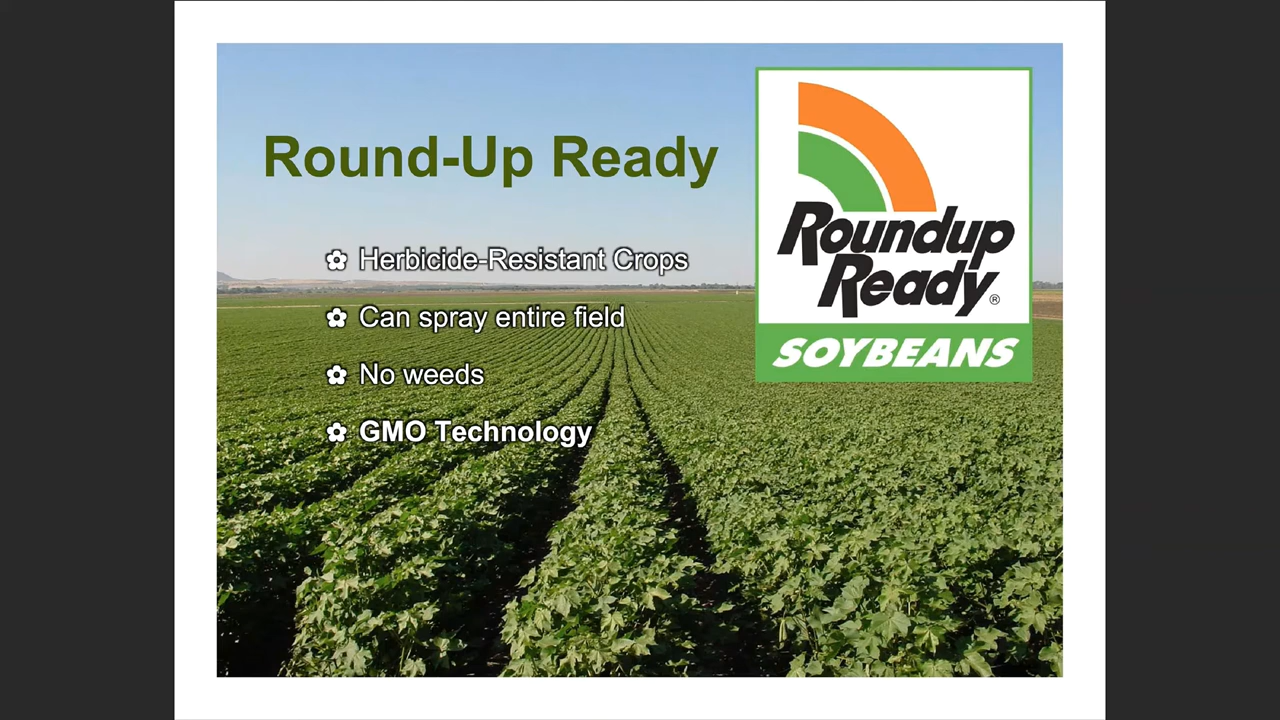 Round-Up Ready
Herbicide-Resistant Crops
Can spray entire field
No weeds
GMO Technology
Roundup
Ready®
SOYBEANS